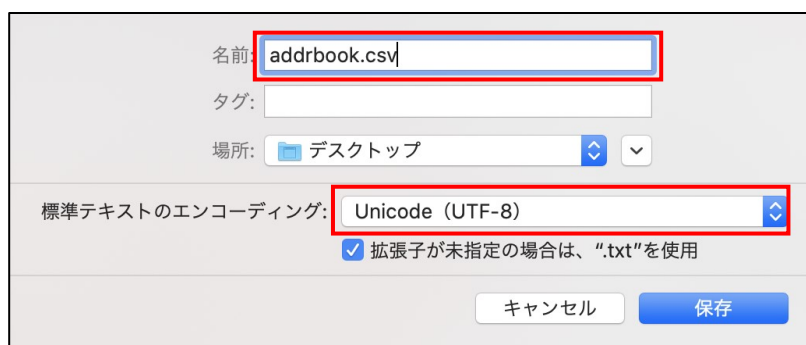 名前: addrbook.csv
タグ:
場所: デスクトップ
標準テキストのエンコーディング: Unicode（UTF-8）
拡張子が未指定の場合は、“.txt”を使用
キャンセル 保存